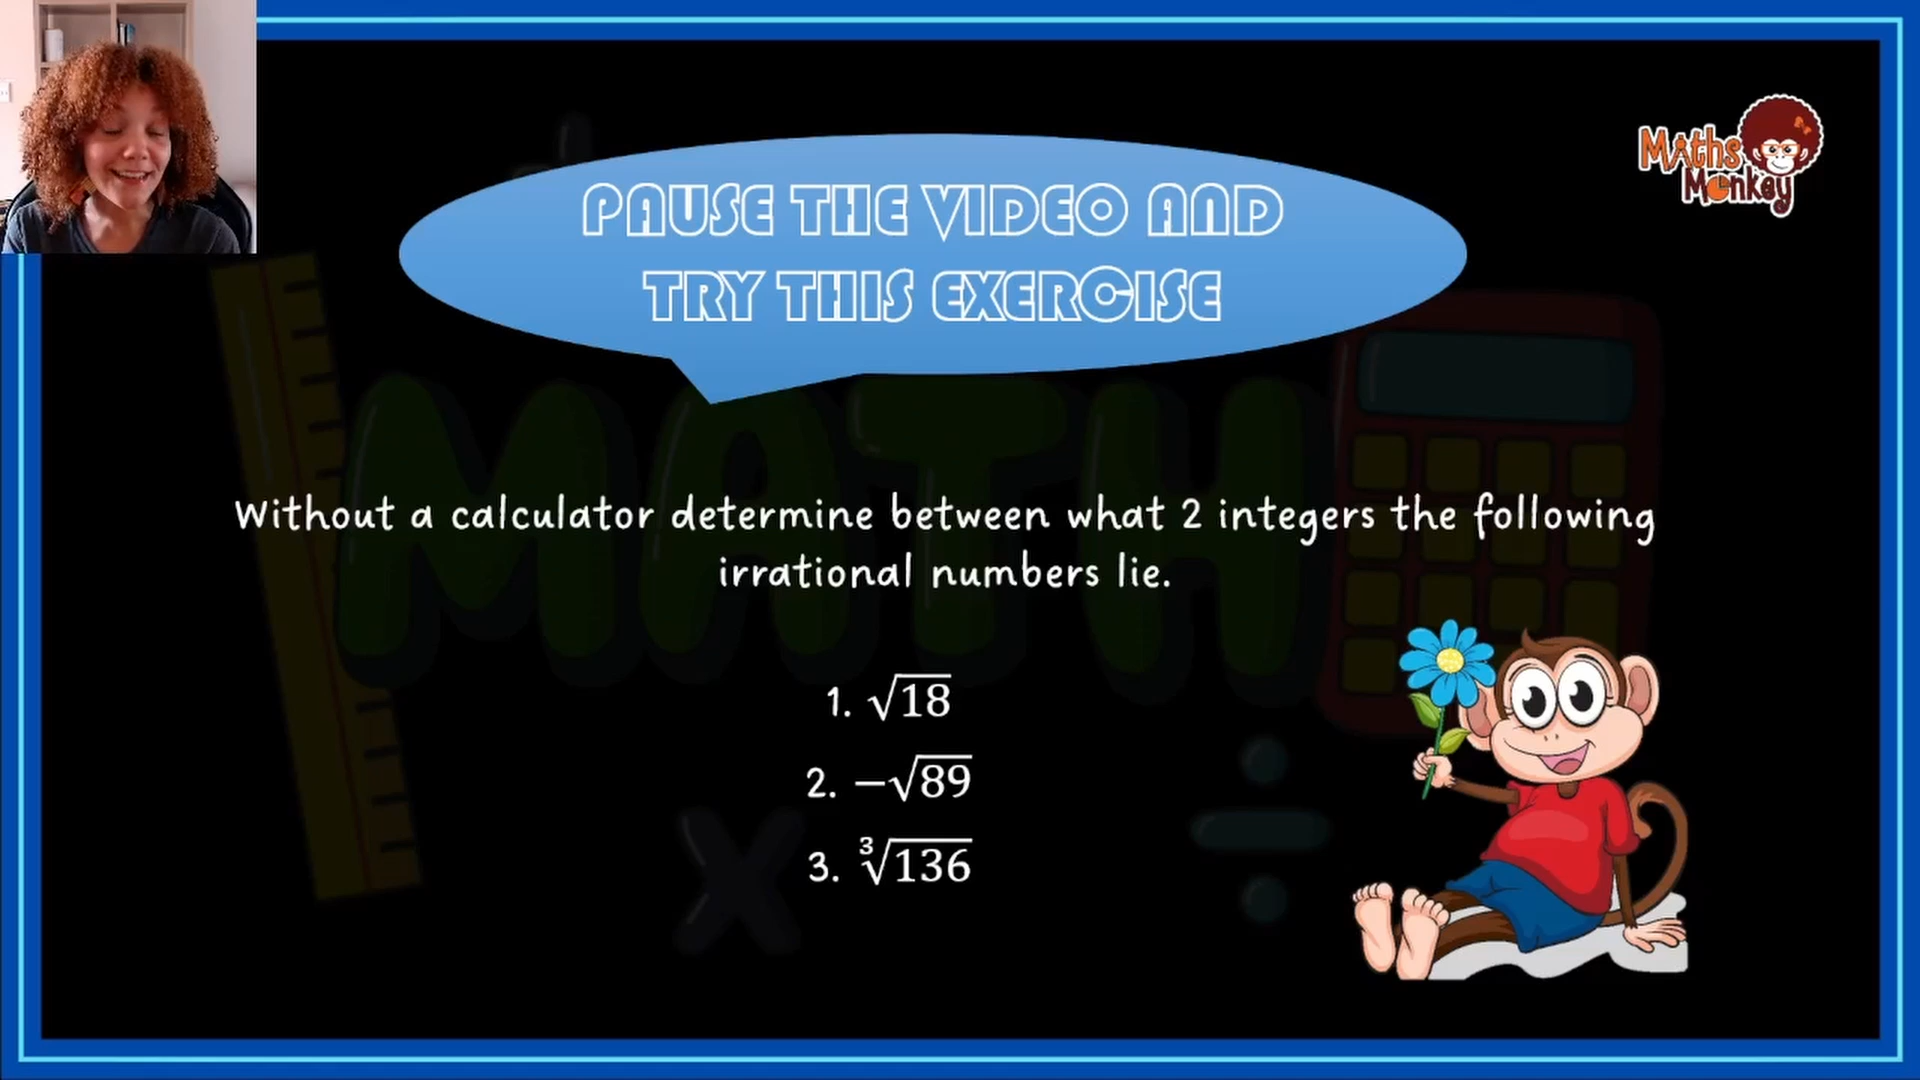 PAUSE THE VIDEO AND
TRY THIS EXERCISE
Maths
Monkey
MATH
Without a calculator determine between what 2 integers the following
irrational numbers lie.
1. √18
2. −√89
3. ∛136